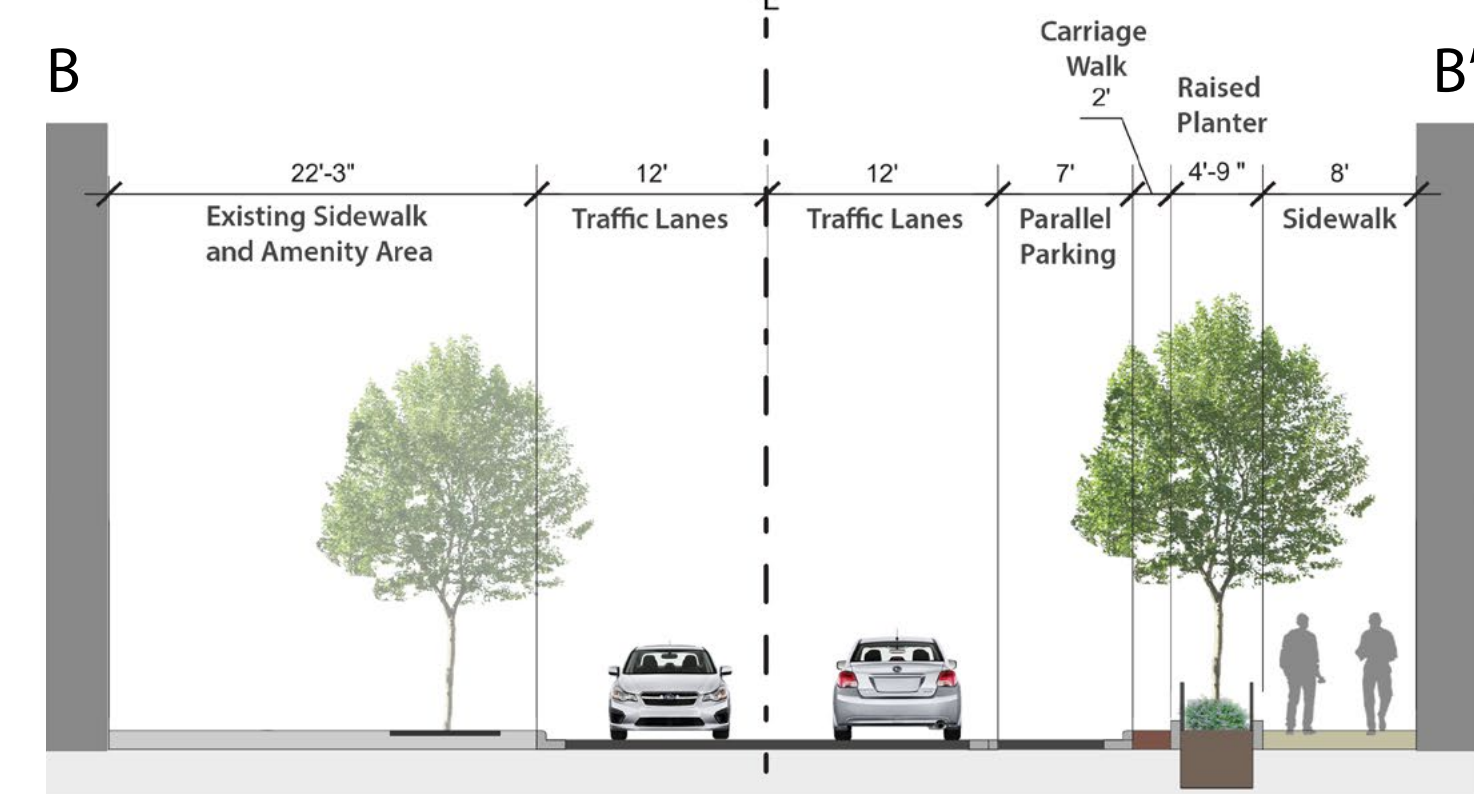 B
B'
Carriage
Walk
2'
Raised
Planter
22'-3"
12'
12'
7'
4'-9 "
8'
Existing Sidewalk
and Amenity Area
Traffic Lanes
Traffic Lanes
Parallel
Parking
Sidewalk